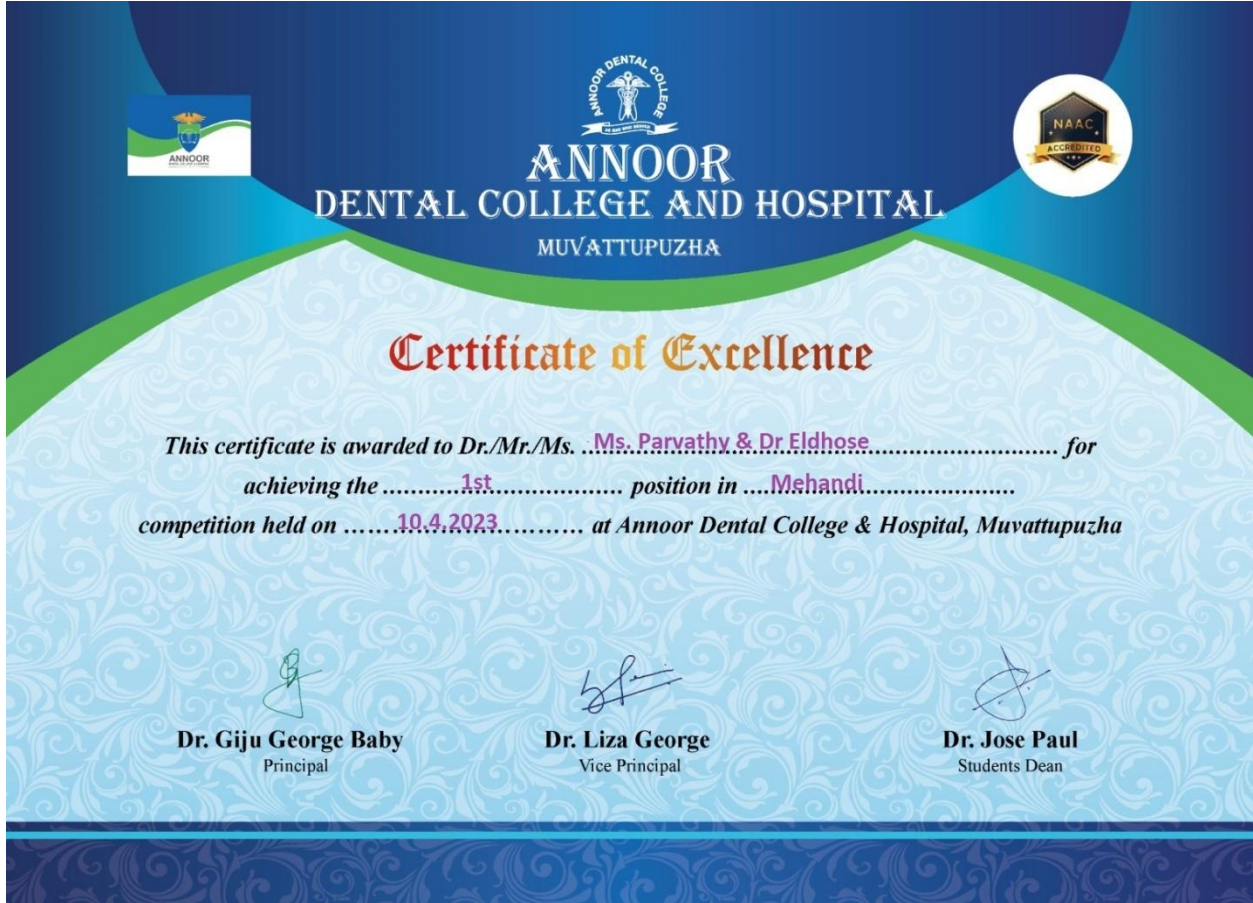 ANNOOR DENTAL COLLEGE
ANNOOR
NAAC
ACCREDITED
ANNOOR
DENTAL COLLEGE AND HOSPITAL
MUVATTUPUZHA
Certificate of Excellence
This certificate is awarded to Dr./Mr./Ms. ..Ms. Parvathy & Dr Eldhose.............................. for
achieving the ............1st.................... position in ....Mehandi........................
competition held on .......10.4.2023............. at Annoor Dental College & Hospital, Muvattupuzha
Dr. Giju George Baby
Principal
Dr. Liza George
Vice Principal
Dr. Jose Paul
Students Dean